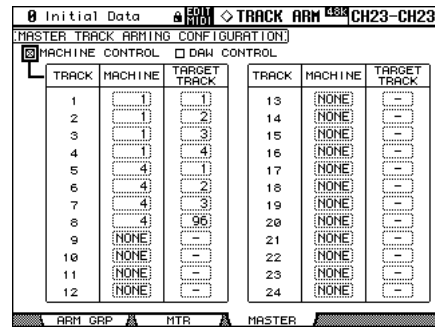 0 Initial Data EDIT MIDI ◇TRACK ARM 48k CH23-CH23
MASTER TRACK ARMING CONFIGURATION
MACHINE CONTROL DAW CONTROL
TRACK MACHINE TARGET TRACK TRACK MACHINE TARGET TRACK
1 1 1 13 NONE -
2 1 2 14 NONE -
3 1 3 15 NONE -
4 1 4 16 NONE -
5 4 1 17 NONE -
6 4 2 18 NONE -
7 4 3 19 NONE -
8 4 96 20 NONE -
9 NONE - 21 NONE -
10 NONE - 22 NONE -
11 NONE - 23 NONE -
12 NONE - 24 NONE -
ARM GRP MTR MASTER